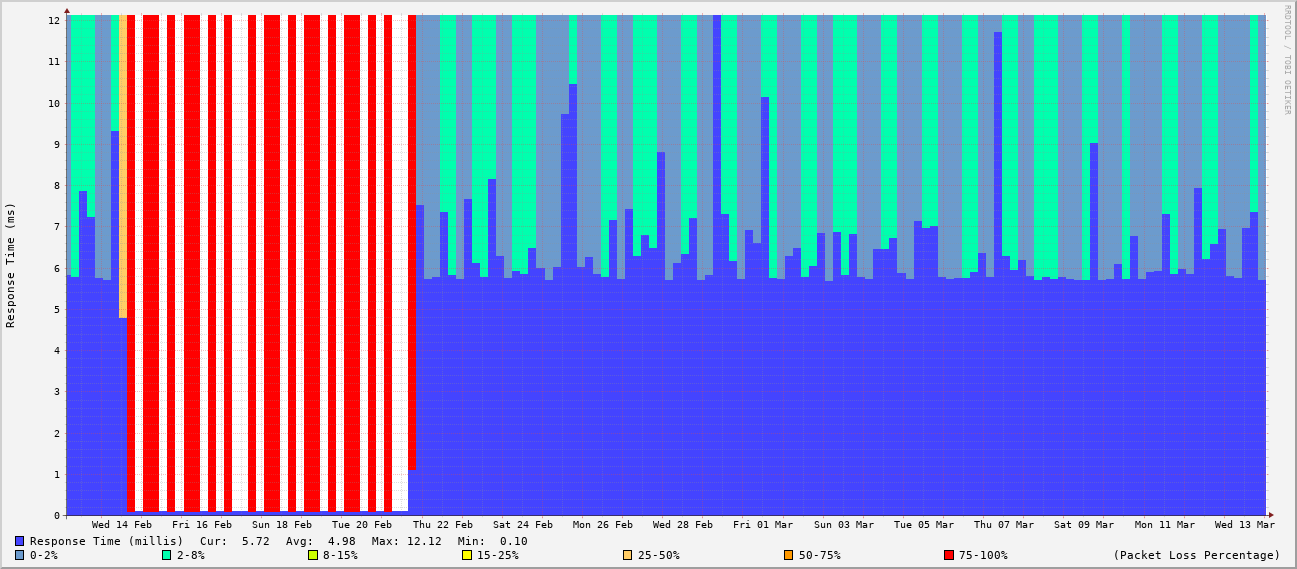 RRDTOOL / TOBI OETIKER
Response Time (ms)
12
11
10
9
8
7
6
5
4
3
2
1
0
Wed 14 Feb Fri 16 Feb Sun 18 Feb Tue 20 Feb Thu 22 Feb Sat 24 Feb Mon 26 Feb Wed 28 Feb Fri 01 Mar Sun 03 Mar Tue 05 Mar Thu 07 Mar Sat 09 Mar Mon 11 Mar Wed 13 Mar
Response Time (millis) Cur: 5.72 Avg: 4.98 Max: 12.12 Min: 0.10
0-2% 2-8% 8-15% 15-25% 25-50% 50-75% 75-100% (Packet Loss Percentage)